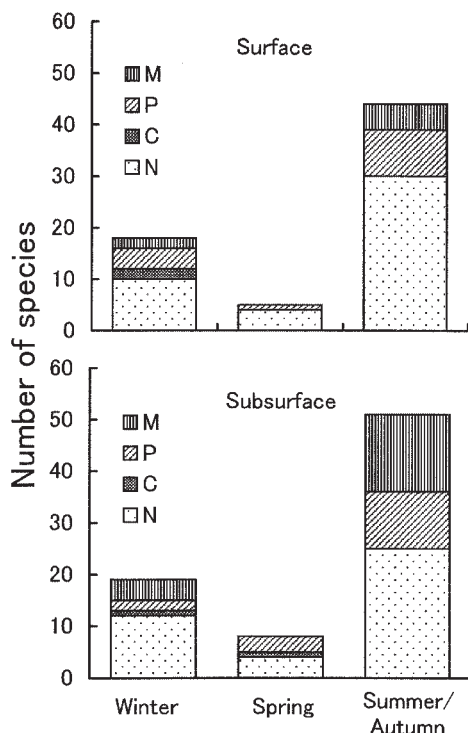 Number of species
60
50
40
30
20
10
0
Surface
M
P
C
N
60
50
40
30
20
10
0
Subsurface
M
P
C
N
Winter
Spring
Summer/
Autumn